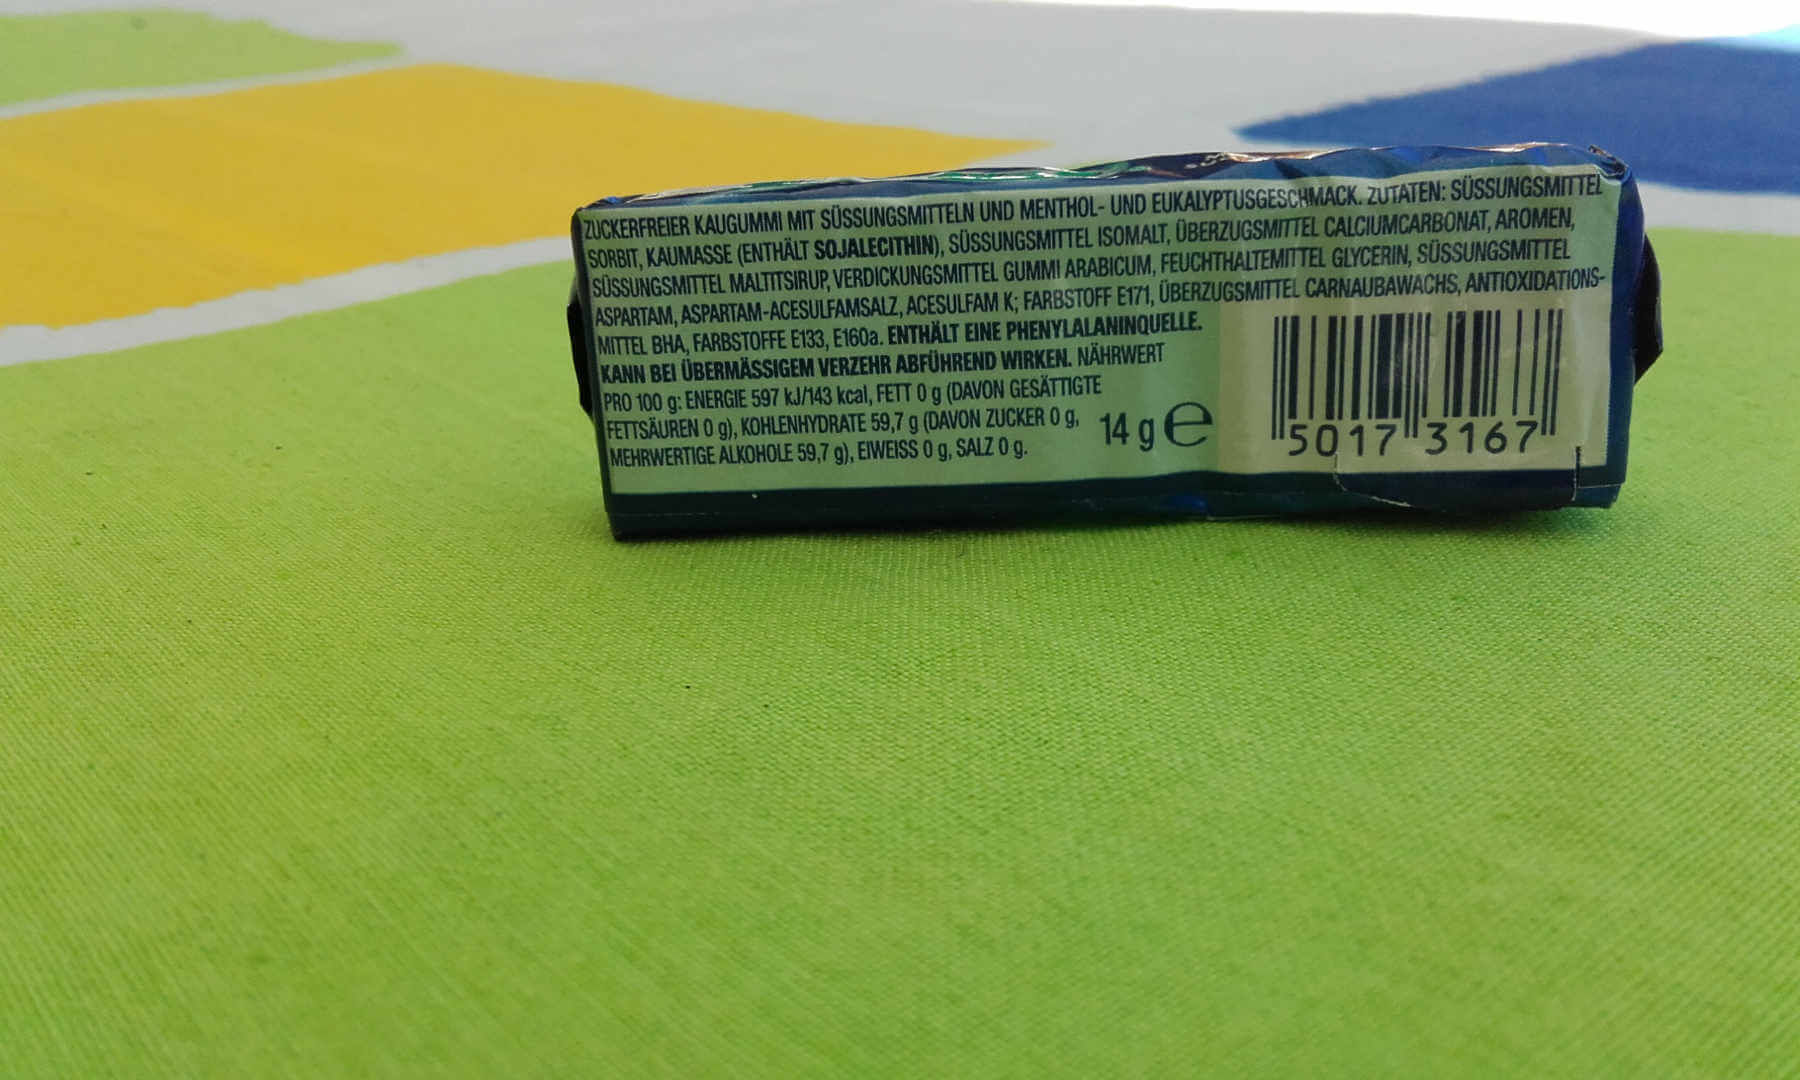 ZUCKERFREIER KAUGUMMI MIT SÜSSUNGSMITTELN UND MENTHOL- UND EUKALYPTUSGESCHMACK. ZUTATEN: SÜSSUNGSMITTEL
SORBIT, KAUMASSE (ENTHÄLT SOJALECITHIN), SÜSSUNGSMITTEL ISOMALT, ÜBERZUGSMITTEL CALCIUMCARBONAT, AROMEN,
SÜSSUNGSMITTEL MALTITSIRUP, VERDICKUNGSMITTEL GUMMI ARABICUM, FEUCHTHALTEMITTEL GLYCERIN, SÜSSUNGSMITTEL
ASPARTAM, ASPARTAM-ACESULFAMSALZ, ACESULFAM K; FARBSTOFF E171, ÜBERZUGSMITTEL CARNAUBAWACHS, ANTIOXIDATIONS-
MITTEL BHA, FARBSTOFFE E133, E160a. ENTHÄLT EINE PHENYLALANINQUELLE.
KANN BEI ÜBERMÄSSIGEM VERZEHR ABFÜHREND WIRKEN. NÄHRWERT
PRO 100 g: ENERGIE 597 kJ/143 kcal, FETT 0 g (DAVON GESÄTTIGTE
FETTSÄUREN 0 g), KOHLENHYDRATE 59,7 g (DAVON ZUCKER 0 g,
MEHRWERTIGE ALKOHOLE 59,7 g), EIWEISS 0 g, SALZ 0 g.
14 g e
5017 3167